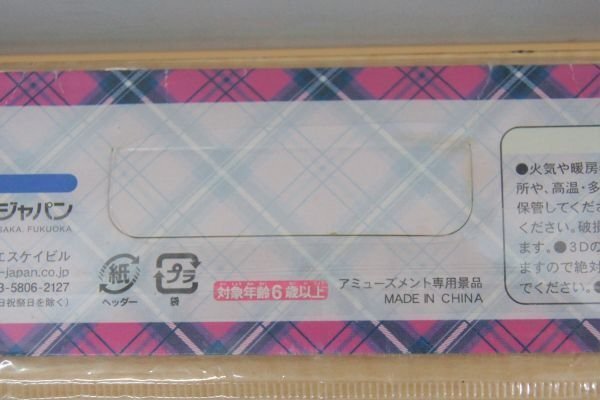 ジャパン
SAKA. FUKUOKA
エスケイビル
-japan.co.jp
3-5806-2127
日祝祭日を除く)
紙
ヘッダー
プラ
袋
対象年齢6歳以上
アミューズメント専用景品
MADE IN CHINA
●火気や暖房
所や、高温・多
保管してくださ
ください。破損
ます。●3Dの
ますので絶対
でください。●